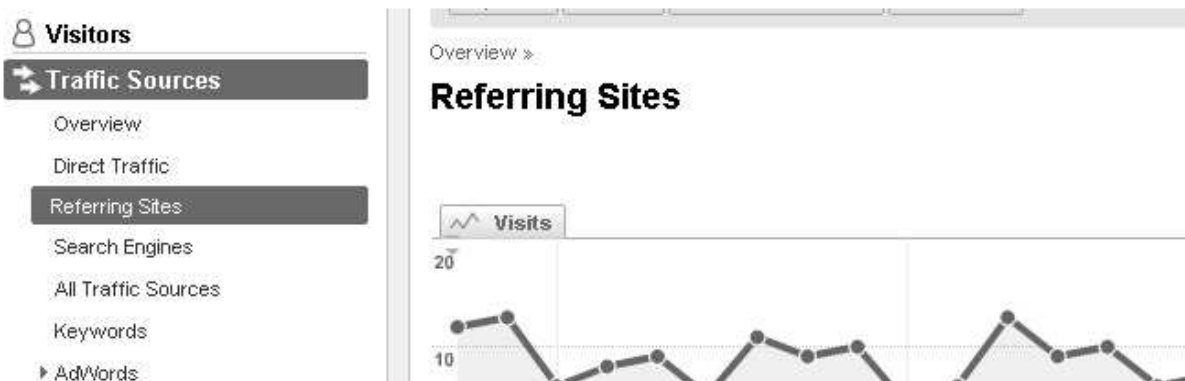 Visitors
Traffic Sources
Overview
Direct Traffic
Referring Sites
Search Engines
All Traffic Sources
Keywords
AdWords
Overview »
Referring Sites
Visits
20
10